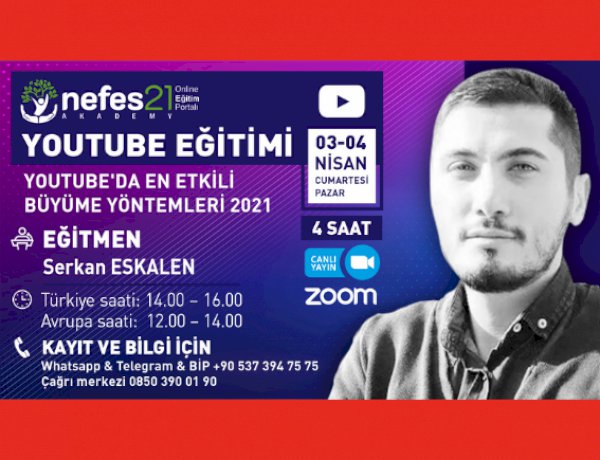 nefes21
AKADEMY
Online
Eğitim
Portalı
YOUTUBE EĞİTİMİ
YOUTUBE'DA EN ETKİLİ
BÜYÜME YÖNTEMLERİ 2021
03-04
NİSAN
CUMARTESİ
PAZAR
4 SAAT
CANLI
YAYIN
zoom
EĞİTMEN
Serkan ESKALEN
Türkiye saati: 14.00 – 16.00
Avrupa saati: 12.00 – 14.00
KAYIT VE BİLGİ İÇİN
Whatsapp & Telegram & BİP +90 537 394 75 75
Çağrı merkezi 0850 390 01 90